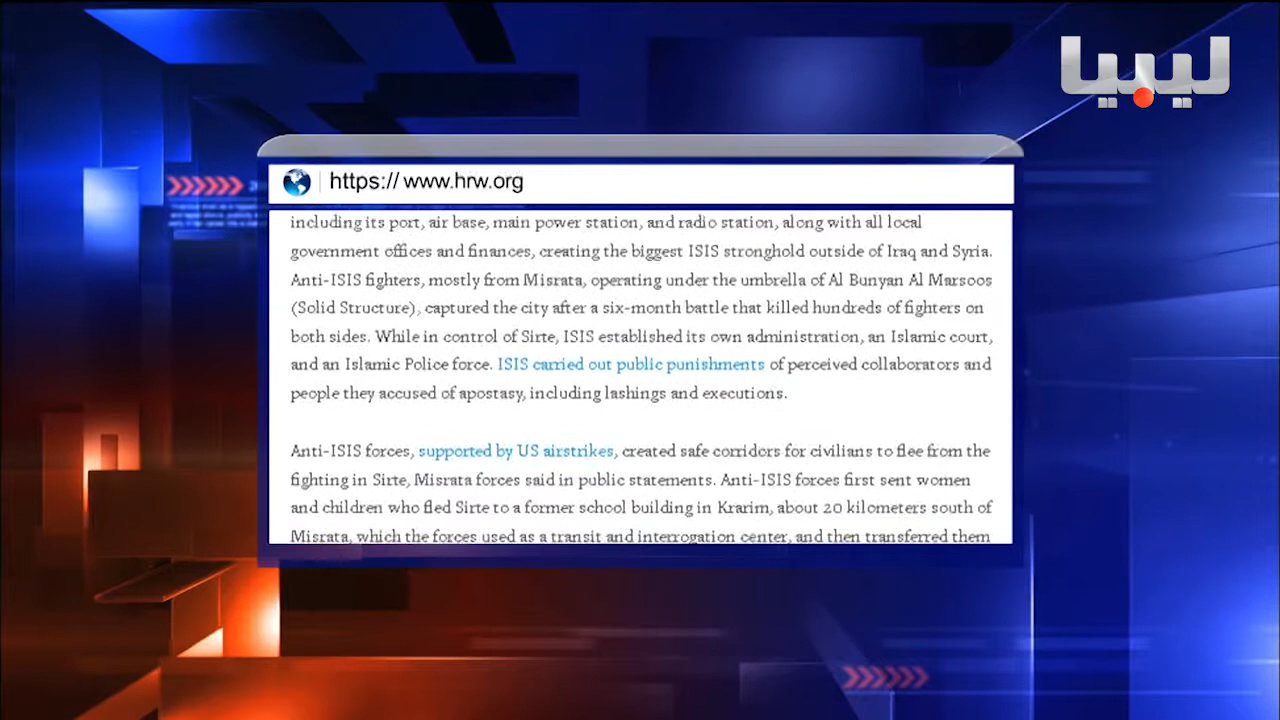 ليبيا
https://www.hrw.org
including its port, air base, main power station, and radio station, along with all local
government offices and finances, creating the biggest ISIS stronghold outside of Iraq and Syria.
Anti-ISIS fighters, mostly from Misrata, operating under the umbrella of Al Bunyan Al Marsoos
(Solid Structure), captured the city after a six-month battle that killed hundreds of fighters on
both sides. While in control of Sirte, ISIS established its own administration, an Islamic court,
and an Islamic Police force. ISIS carried out public punishments of perceived collaborators and
people they accused of apostasy, including lashings and executions.
Anti-ISIS forces, supported by US airstrikes, created safe corridors for civilians to flee from the
fighting in Sirte, Misrata forces said in public statements. Anti-ISIS forces first sent women
and children who fled Sirte to a former school building in Krarim, about 20 kilometers south of
Misrata, which the forces used as a transit and interrogation center, and then transferred them